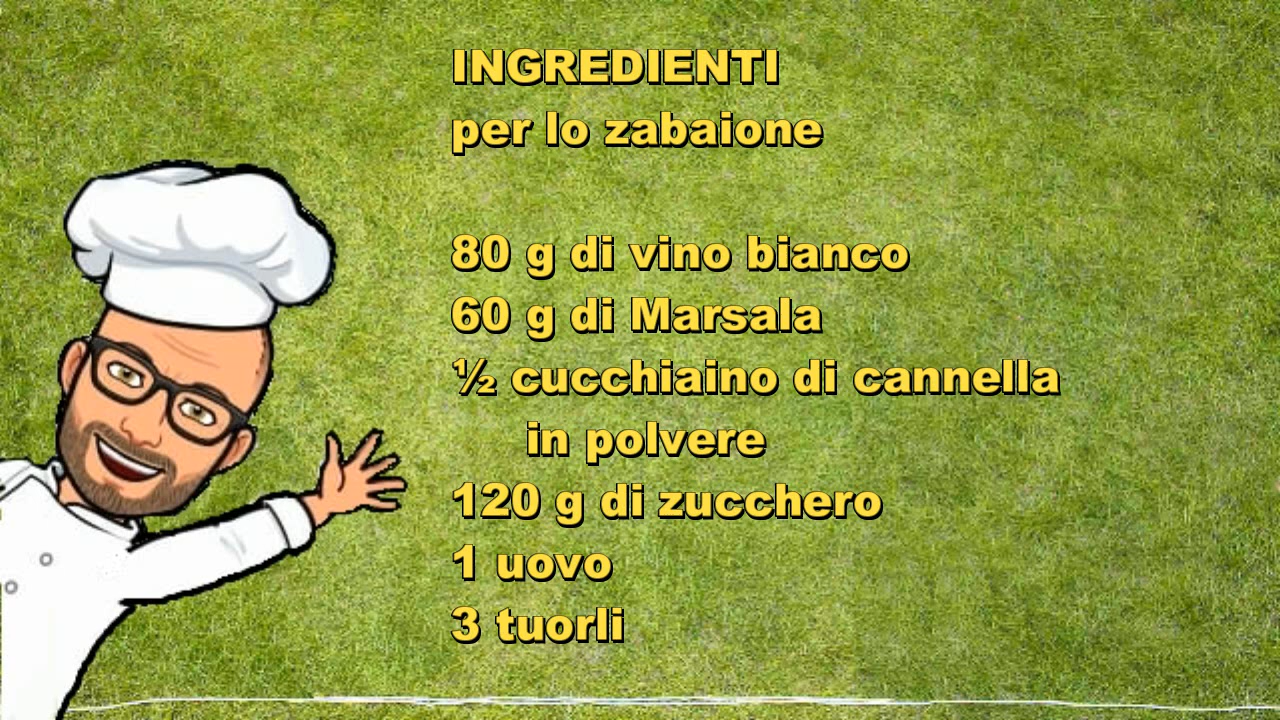 INGREDIENTI
per lo zabaione
80 g di vino bianco
60 g di Marsala
½ cucchiaino di cannella
in polvere
120 g di zucchero
1 uovo
3 tuorli